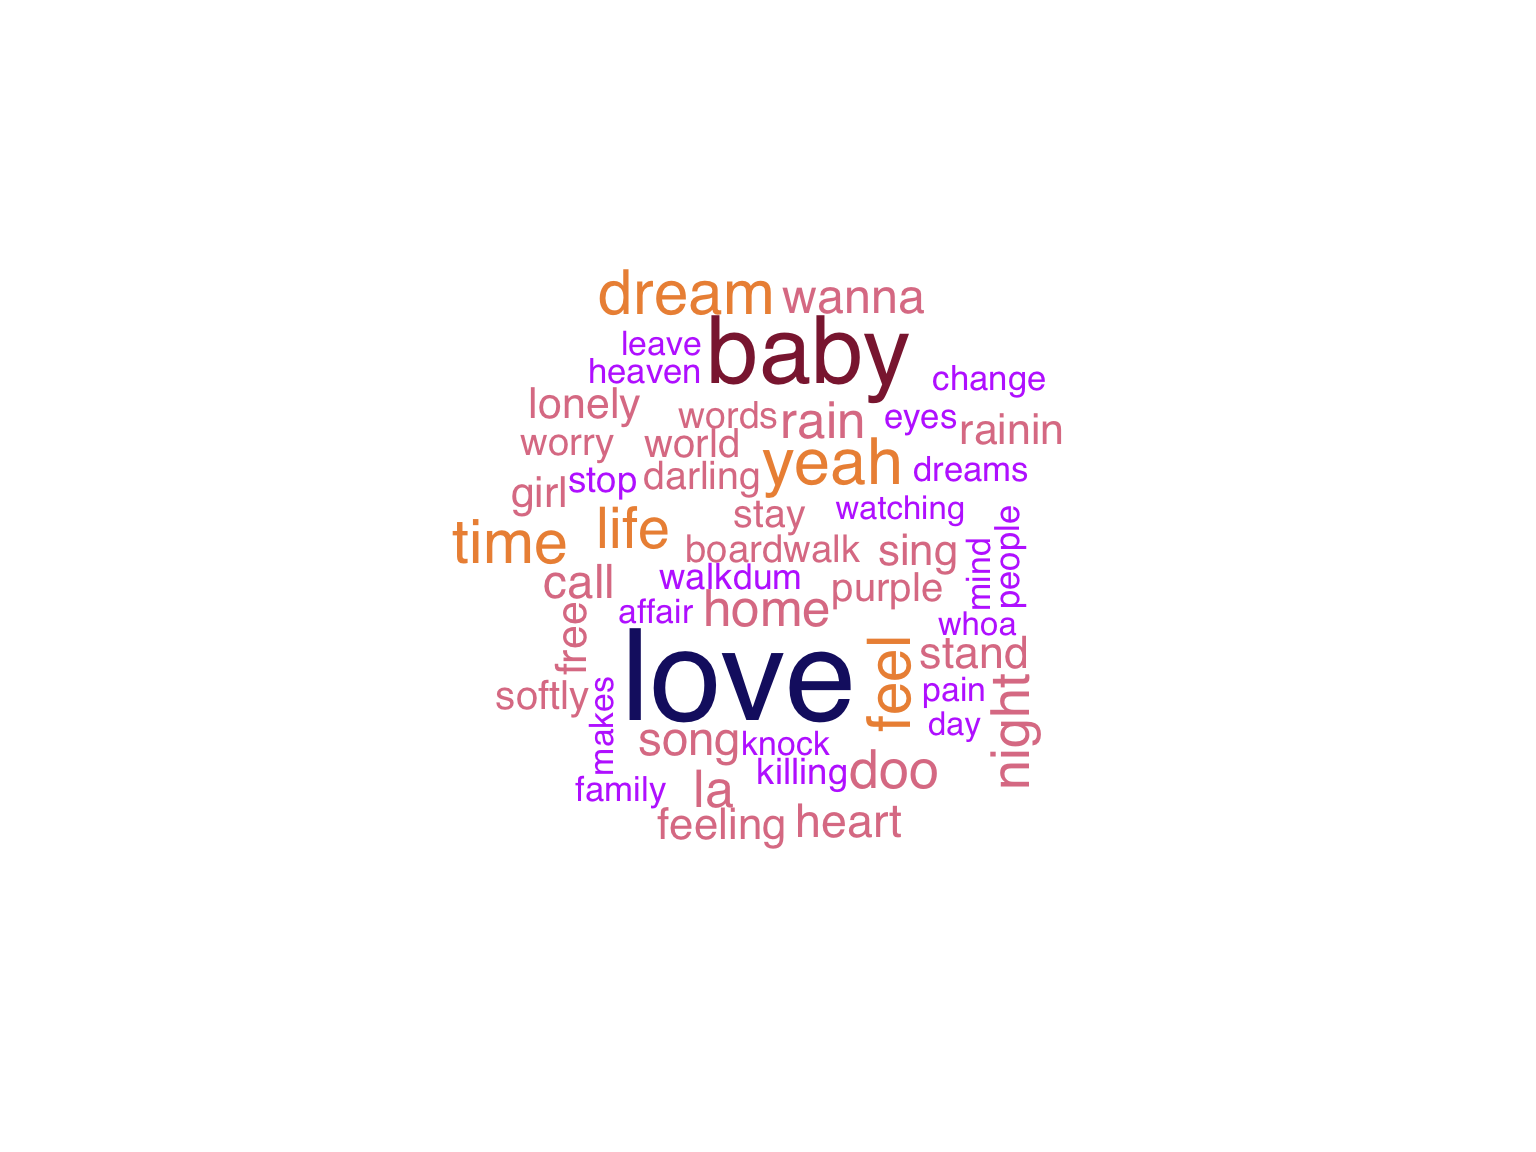 dream wanna
leave baby
heaven change
lonely words rain eyes rainin
worry world yeah dreams
girl stop darling
stay watching
time life boardwalk sing mind people
call walkdum purple
free affair home whoa
love feel stand
softly makes pain
day night
song knock
family la killing doo
feeling heart